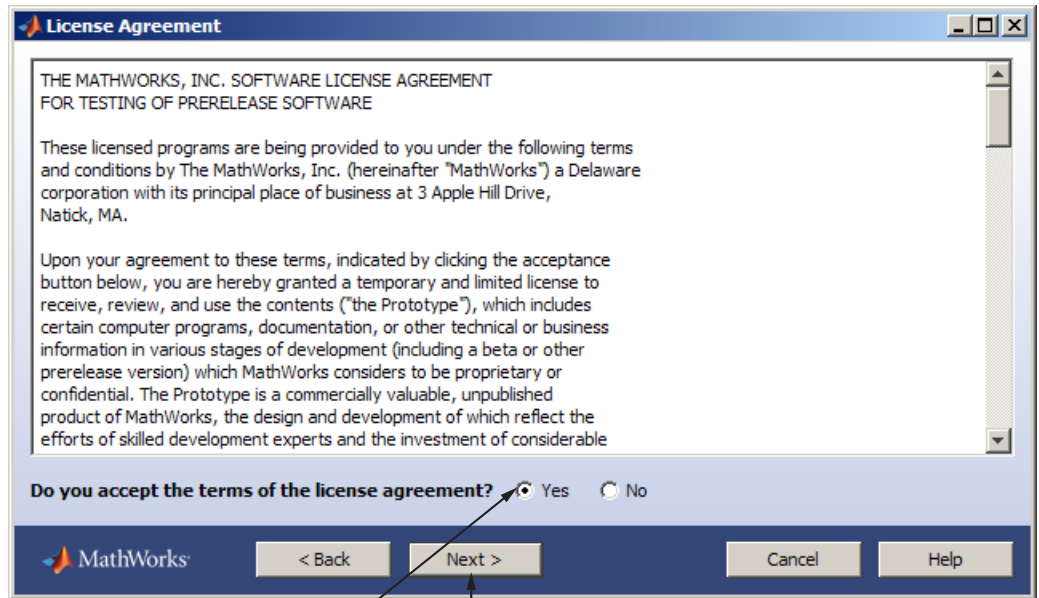 License Agreement
THE MATHWORKS, INC. SOFTWARE LICENSE AGREEMENT
FOR TESTING OF PRERELEASE SOFTWARE
These licensed programs are being provided to you under the following terms
and conditions by The MathWorks, Inc. (hereinafter "MathWorks") a Delaware
corporation with its principal place of business at 3 Apple Hill Drive,
Natick, MA.
Upon your agreement to these terms, indicated by clicking the acceptance
button below, you are hereby granted a temporary and limited license to
receive, review, and use the contents ("the Prototype"), which includes
certain computer programs, documentation, or other technical or business
information in various stages of development (including a beta or other
prerelease version) which MathWorks considers to be proprietary or
confidential. The Prototype is a commercially valuable, unpublished
product of MathWorks, the design and development of which reflect the
efforts of skilled development experts and the investment of considerable
Do you accept the terms of the license agreement? Yes No
MathWorks < Back Next > Cancel Help